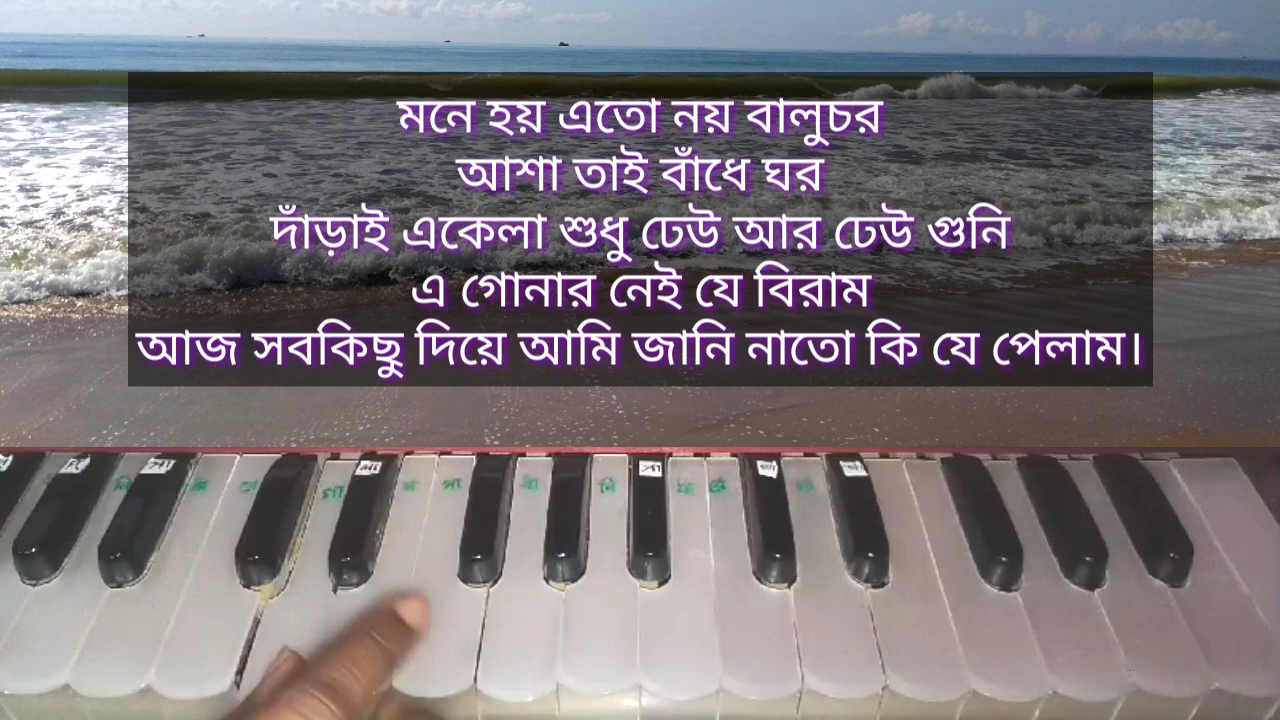 মনে হয় এতো নয় বালুচর
আশা তাই বাঁধে ঘর
দাঁড়াই একেলা শুধু ঢেউ আর ঢেউ গুনি
এ গোনার নেই যে বিরাম
আজ সবকিছু দিয়ে আমি জানি নাতো কি যে পেলাম।